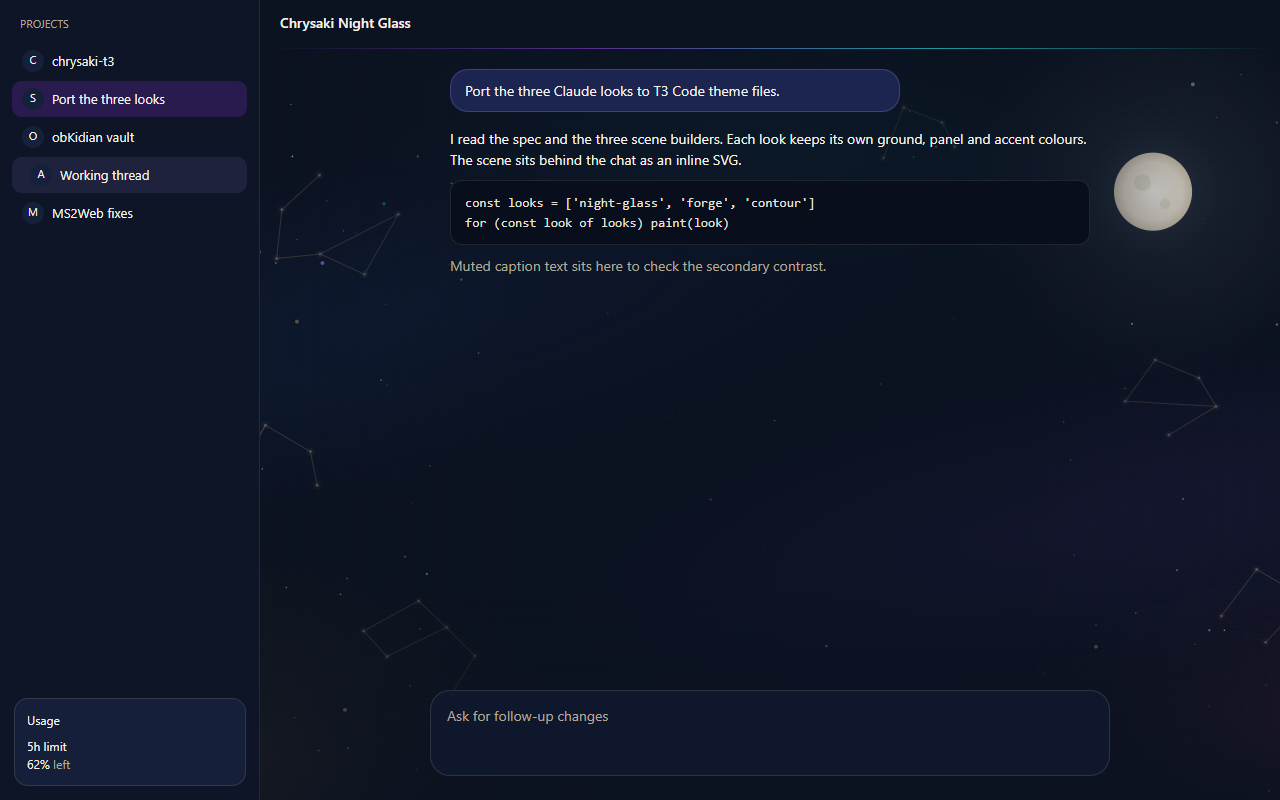 PROJECTS
C chrysaki-t3
S Port the three looks
O obKidian vault
A Working thread
M MS2Web fixes
Usage
5h limit
62% left
Chrysaki Night Glass
Port the three Claude looks to T3 Code theme files.
I read the spec and the three scene builders. Each look keeps its own ground, panel and accent colours.
The scene sits behind the chat as an inline SVG.
const looks = ['night-glass', 'forge', 'contour']
for (const look of looks) paint(look)
Muted caption text sits here to check the secondary contrast.
Ask for follow-up changes